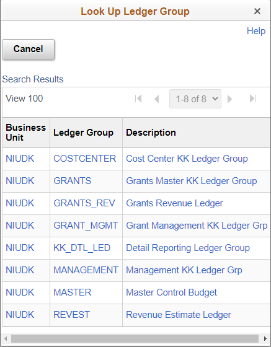 Look Up Ledger Group ×
Help
Cancel
Search Results
View 100 1-8 of 8
Business Unit Ledger Group Description
NIUDK COSTCENTER Cost Center KK Ledger Group
NIUDK GRANTS Grants Master KK Ledger Group
NIUDK GRANTS_REV Grants Revenue Ledger
NIUDK GRANT_MGMT Grant Management KK Ledger Grp
NIUDK KK_DTL_LED Detail Reporting Ledger Group
NIUDK MANAGEMENT Management KK Ledger Grp
NIUDK MASTER Master Control Budget
NIUDK REVEST Revenue Estimate Ledger